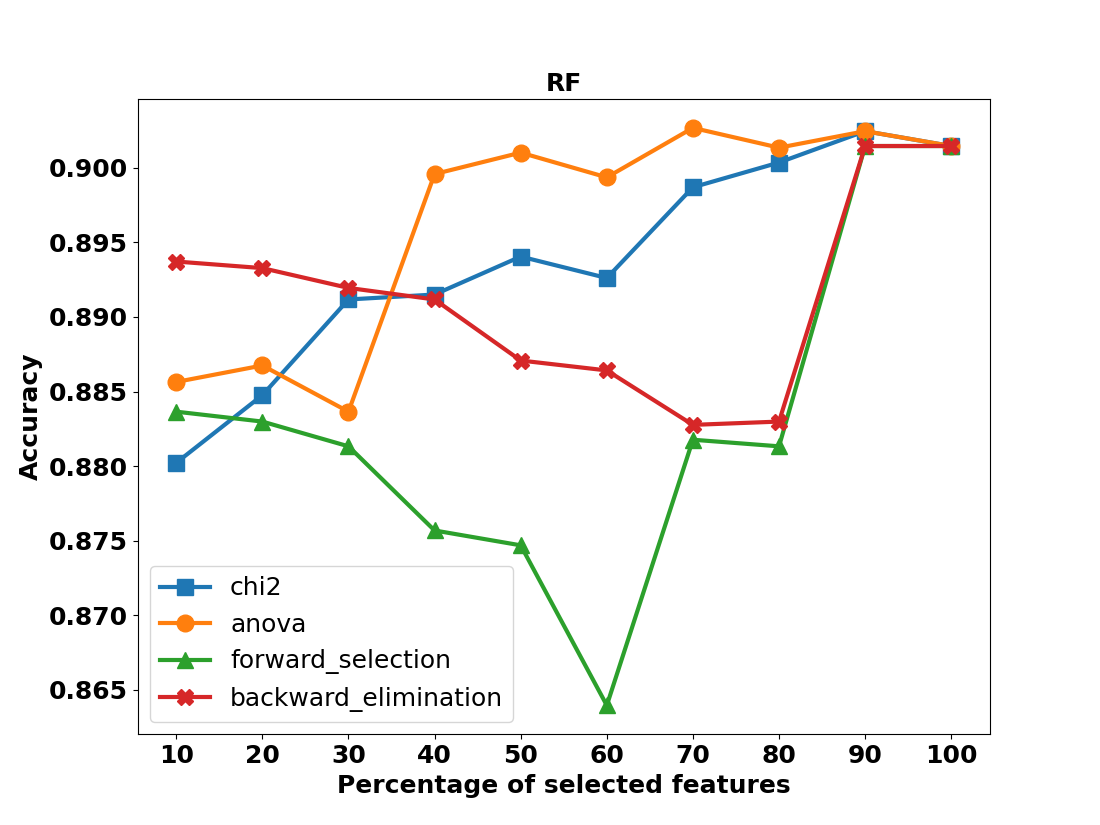 RF
Accuracy
0.900
0.895
0.890
0.885
0.880
0.875
0.870
0.865
chi2
anova
forward_selection
backward_elimination
10 20 30 40 50 60 70 80 90 100
Percentage of selected features